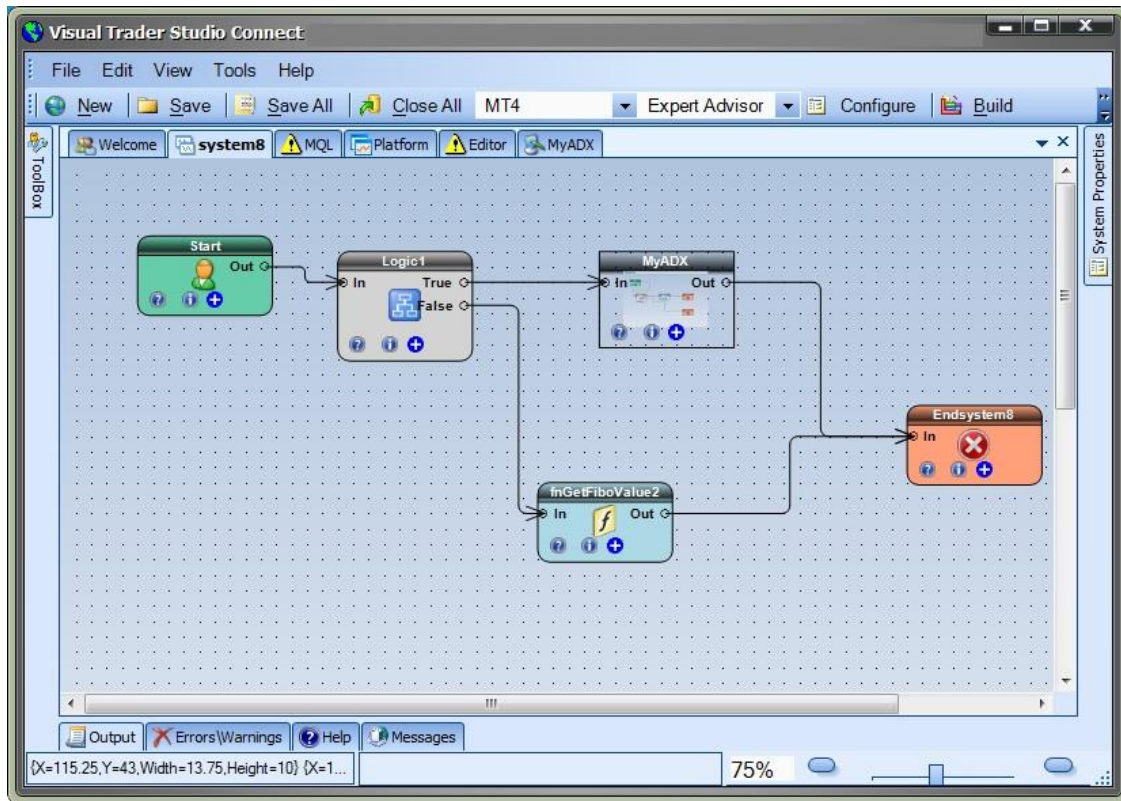 Visual Trader Studio Connect
File Edit View Tools Help
New Save Save All Close All MT4 Expert Advisor Configure Build
Welcome system8 MQL Platform Editor MyADX
ToolBox
System Properties
Start
Out
Logic1
In True
False
MyADX
In Out
Endsystem8
In
fnGetFiboValue2
In Out
Output Errors\Warnings Help Messages
{X=115.25,Y=43,Width=13.75,Height=10} {X=1...
75%